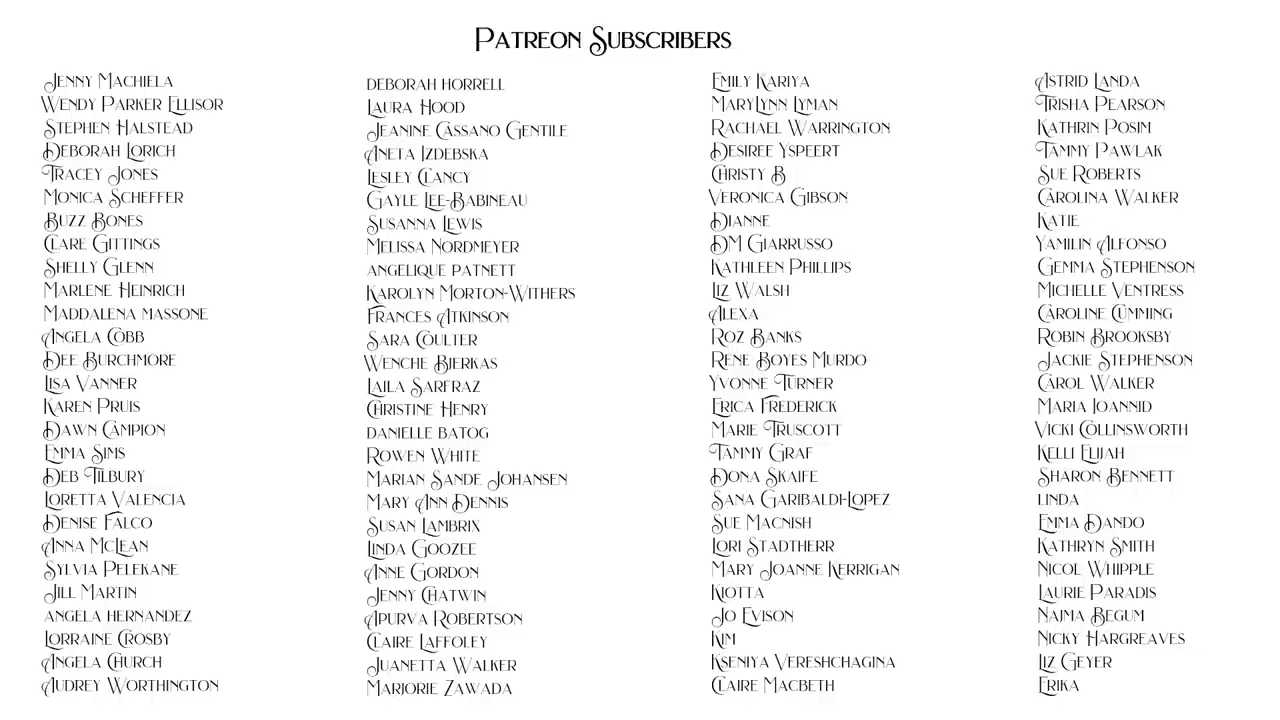 Patreon Subscribers
Jenny Machiela
Wendy Parker Ellisor
Stephen Halstead
Deborah Lorich
Tracey Jones
Monica Scheffer
Buzz Bones
Clare Gittings
Shelly Glenn
Marlene Heinrich
Maddalena massone
Angela Cobb
Dee Burchmore
Lisa Vanner
Karen Pruis
Dawn Campion
Emma Sims
Deb Tilbury
Loretta Valencia
Denise Falco
Anna McLean
Sylvia Pelekane
Jill Martin
angela hernandez
Lorraine Crosby
Angela Church
Audrey Worthington
deborah horrell
Laura Hood
Jeanine Cassano Gentile
Aneta Izdebska
Lesley Clancy
Gayle Lee-Babineau
Susanna Lewis
Melissa Nordmeyer
angelique patnett
Karolyn Morton-Withers
Frances Atkinson
Sara Coulter
Wenche Bjerkas
Laila Sarfraz
Christine Henry
danielle batog
Rowen White
Marian Sande Johansen
Mary Ann Dennis
Susan Lambrix
Linda Goozee
Anne Gordon
Jenny Chatwin
Apurva Robertson
Claire Laffoley
Juanetta Walker
Marjorie Zawada
Emily Kariya
MaryLynn Lyman
Rachael Warrington
Desiree Yspeert
Christy B
Veronica Gibson
Dianne
DM Giarrusso
Kathleen Phillips
Liz Walsh
Alexa
Roz Banks
Rene Boyes Murdo
Yvonne Turner
Erica Frederick
Marie Truscott
Tammy Graf
Dona Skaife
Sana Garibaldi-Lopez
Sue Macnish
Lori Stadtherr
Mary Joanne Kerrigan
Kiotta
Jo Evison
Kim
Kseniya Vereshchagina
Claire Macbeth
Astrid Landa
Trisha Pearson
Kathrin Posim
Tammy Pawlak
Sue Roberts
Carolina Walker
Katie
Yamilin Alfonso
Gemma Stephenson
Michelle Ventress
Caroline Cumming
Robin Brooksby
Jackie Stephenson
Carol Walker
Maria Ioannid
Vicki Collinsworth
Kelli Elijah
Sharon Bennett
linda
Emma Dando
Kathryn Smith
Nicol Whipple
Laurie Paradis
Najma Begum
Nicky Hargreaves
Liz Geyer
Erika